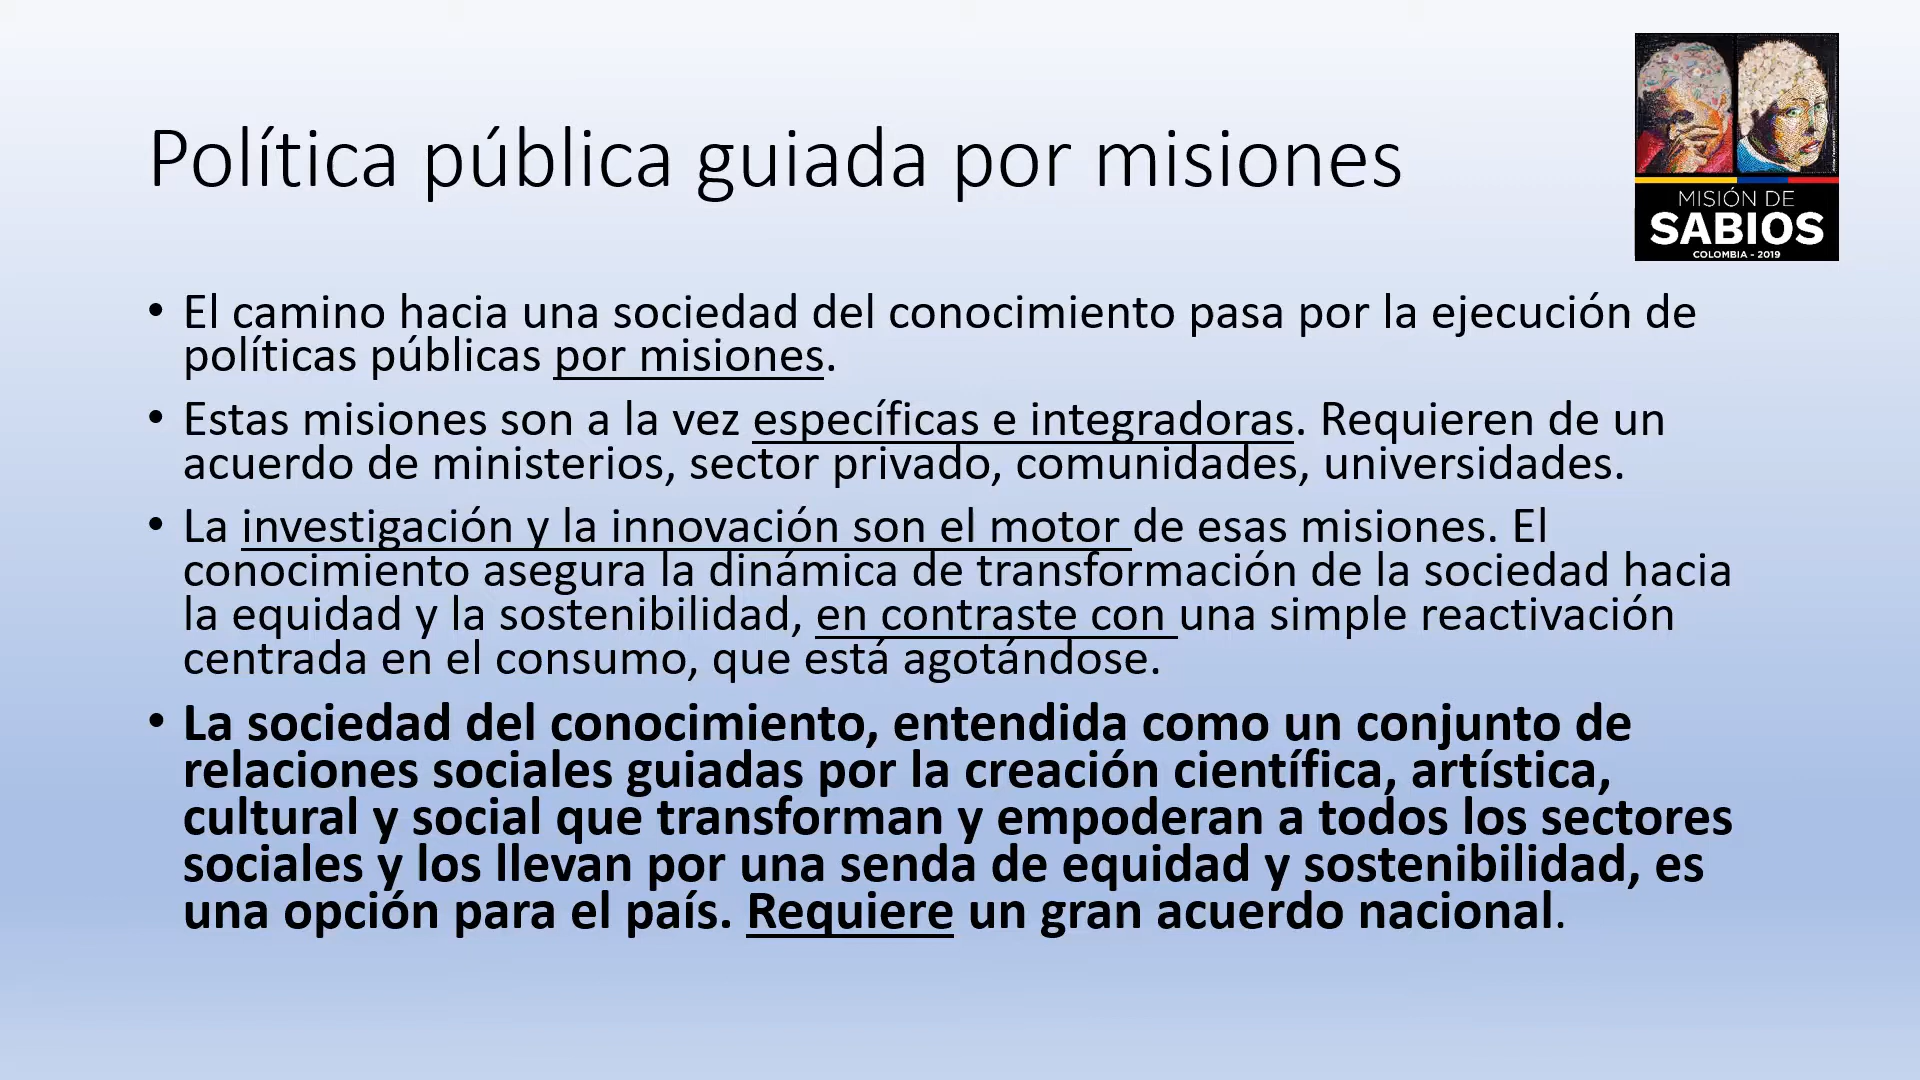 Política pública guiada por misiones
MISIÓN DE
SABIOS
COLOMBIA - 2019
• El camino hacia una sociedad del conocimiento pasa por la ejecución de
políticas públicas por misiones.
• Estas misiones son a la vez específicas e integradoras. Requieren de un
acuerdo de ministerios, sector privado, comunidades, universidades.
• La investigación y la innovación son el motor de esas misiones. El
conocimiento asegura la dinámica de transformación de la sociedad hacia
la equidad y la sostenibilidad, en contraste con una simple reactivación
centrada en el consumo, que está agotándose.
• La sociedad del conocimiento, entendida como un conjunto de
relaciones sociales guiadas por la creación científica, artística,
cultural y social que transforman y empoderan a todos los sectores
sociales y los llevan por una senda de equidad y sostenibilidad, es
una opción para el país. Requiere un gran acuerdo nacional.